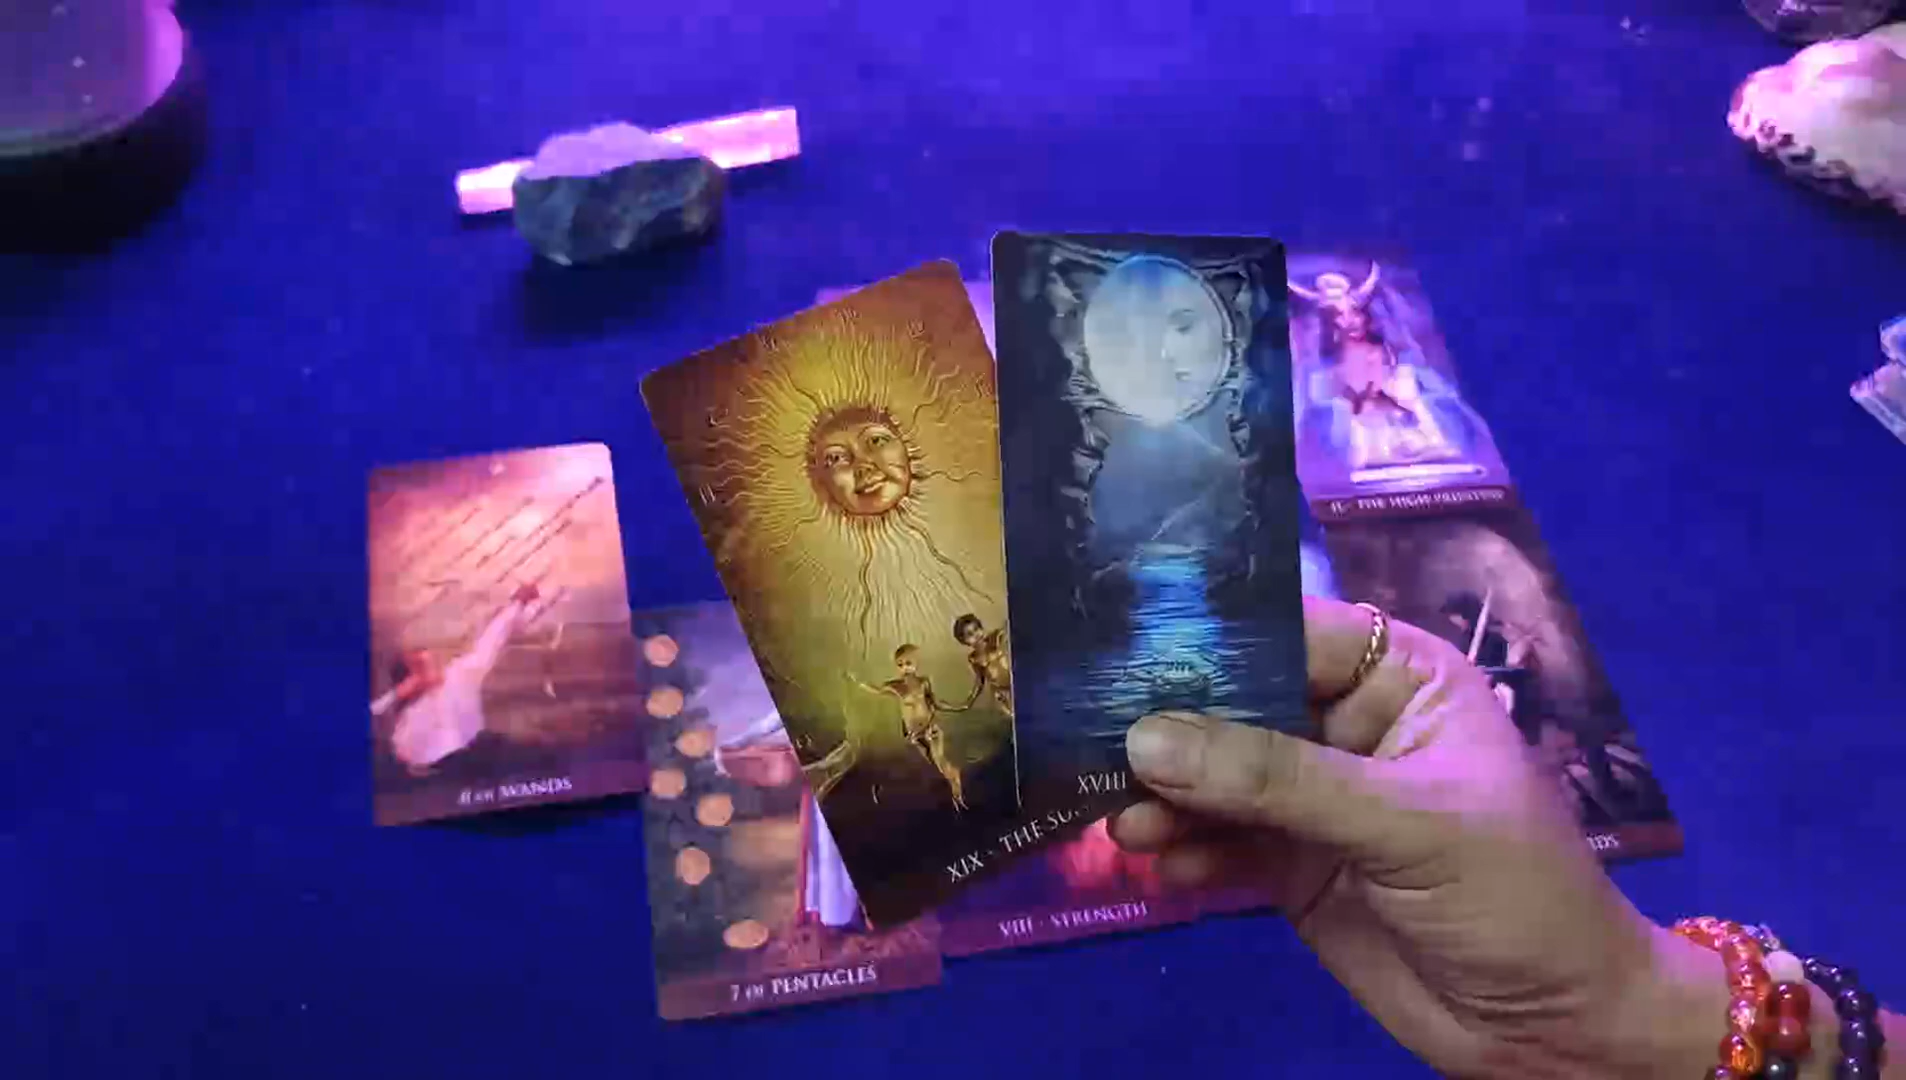 II · THE HIGH PRIESTESS
8 OF WANDS
XVIII
XIX · THE SU
VIII · STRENGTH
7 OF PENTACLES